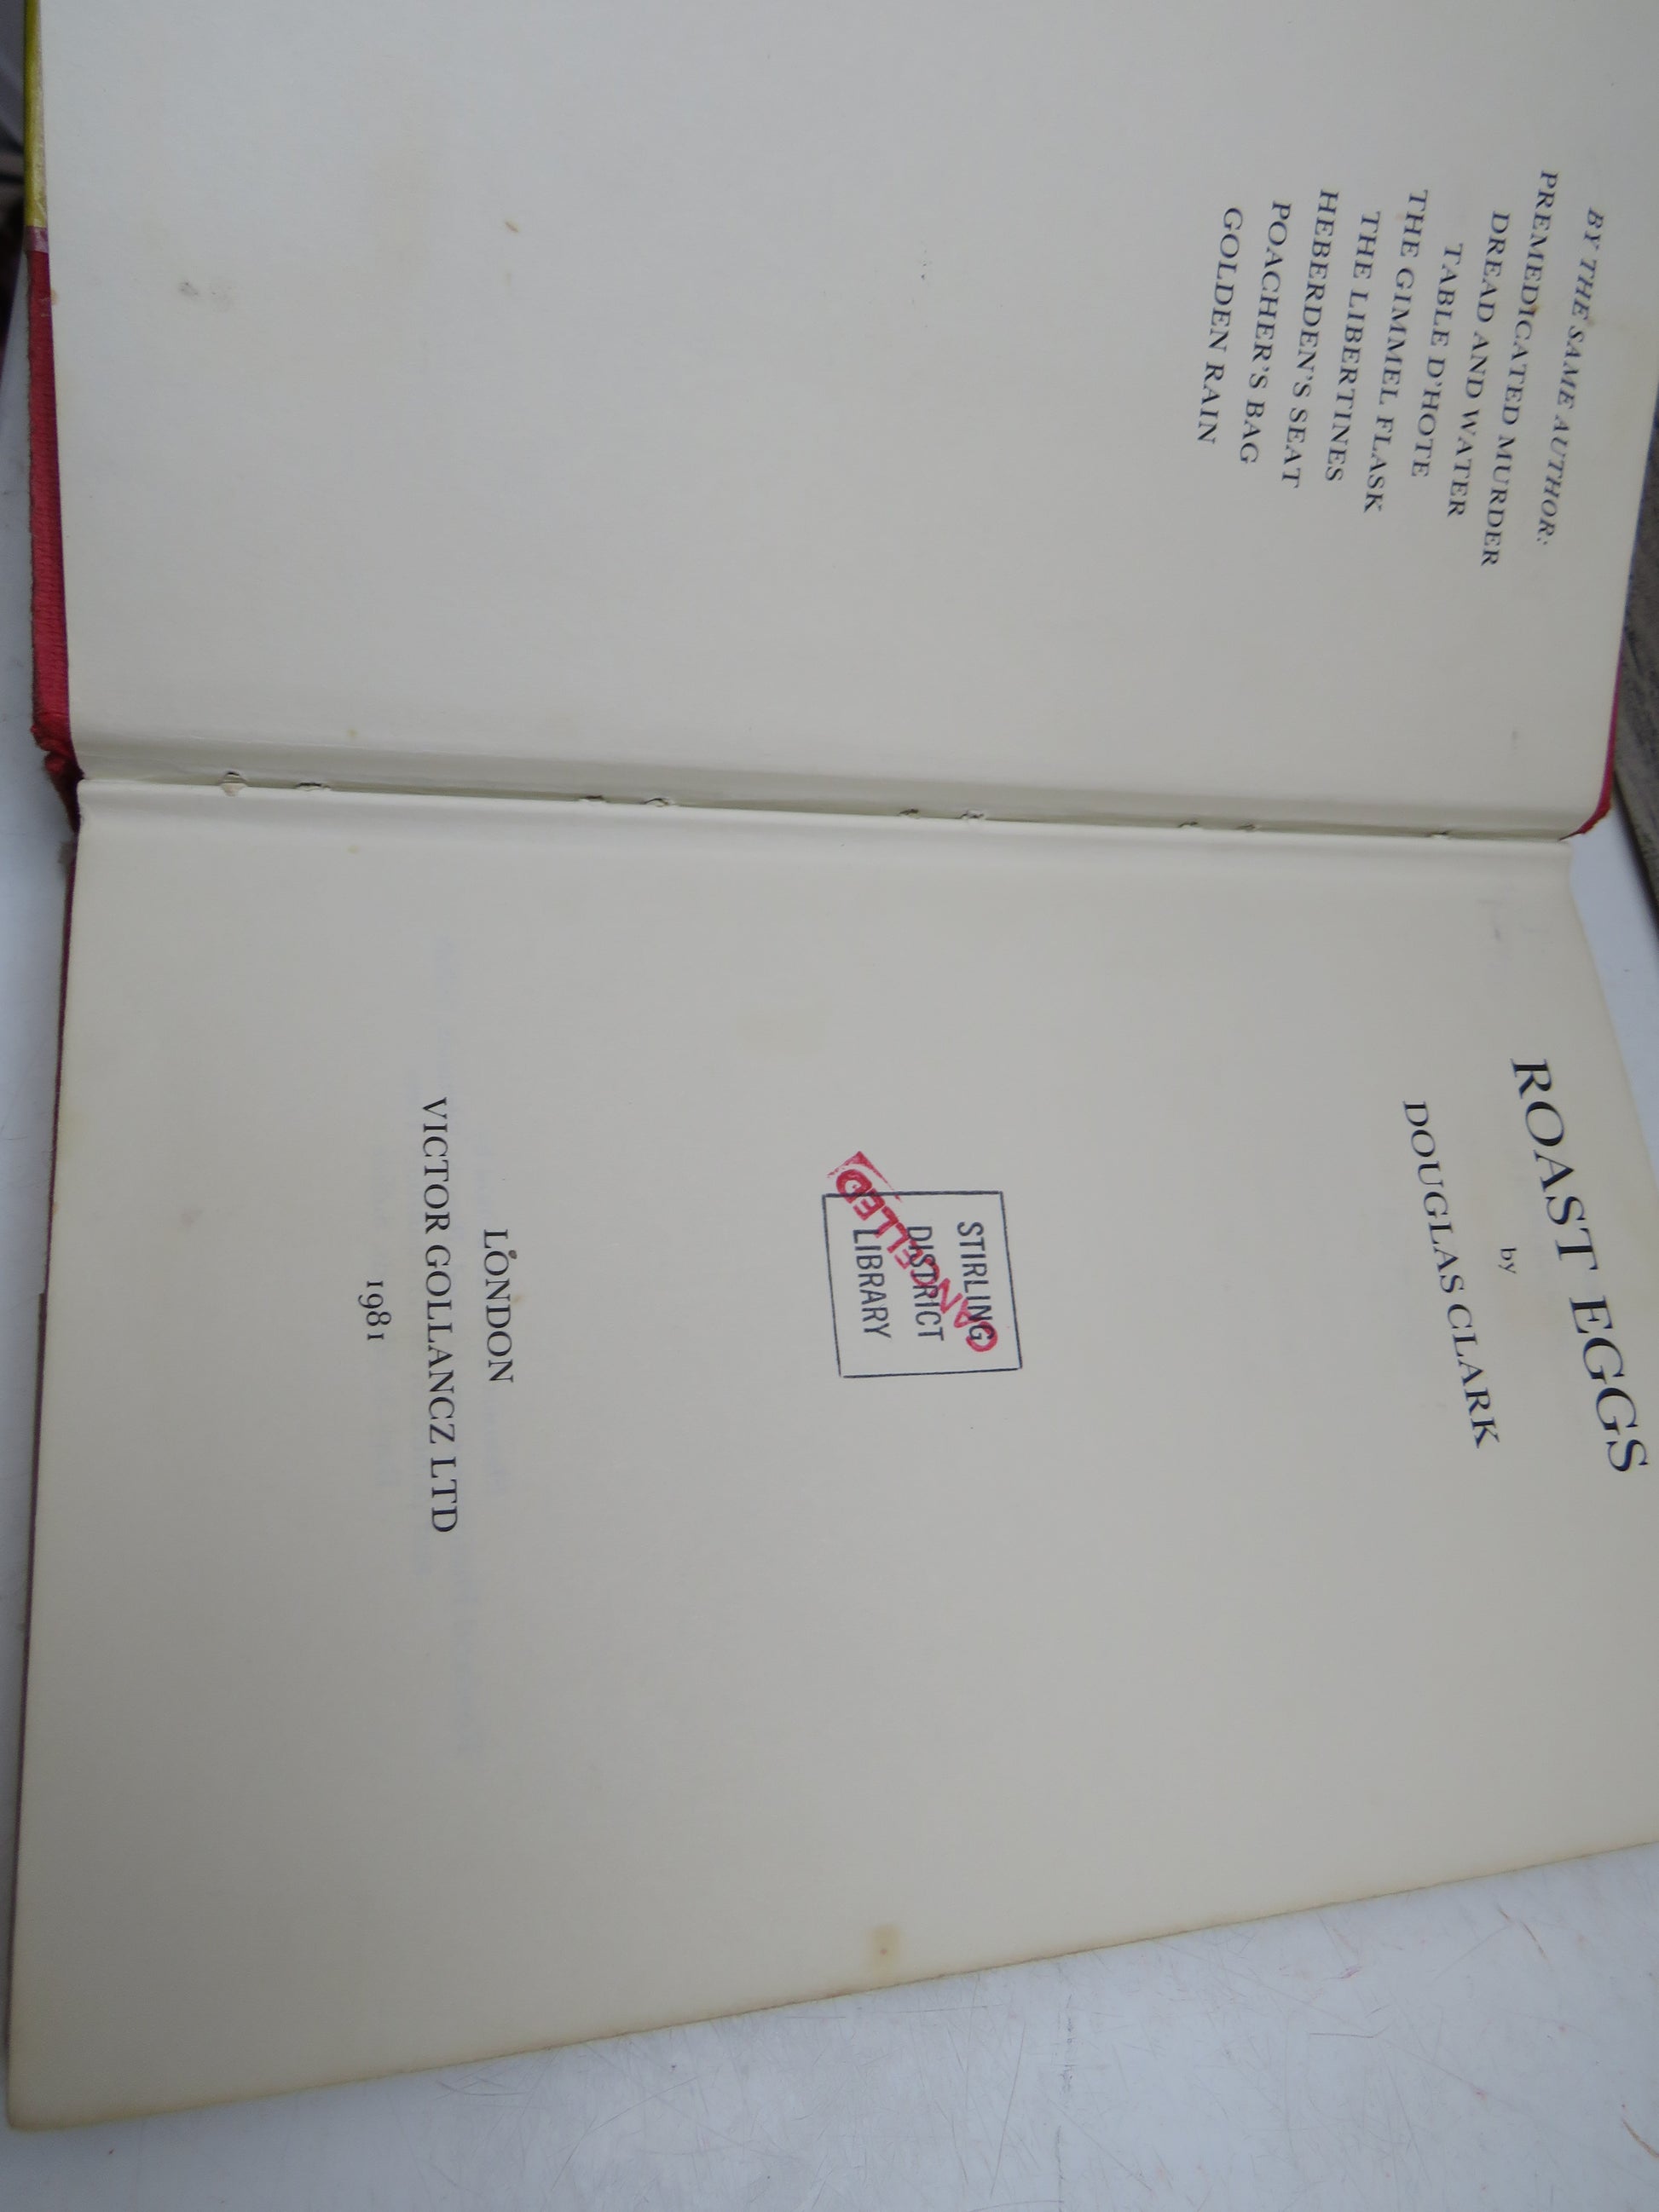 BY THE SAME AUTHOR:
PREMEDICATED MURDER
DREAD AND WATER
TABLE D'HOTE
THE GIMMEL FLASK
THE LIBERTINES
HEBERDEN'S SEAT
POACHER'S BAG
GOLDEN RAIN
ROAST EGGS
by
DOUGLAS CLARK
STIRLING
DISTRICT
LIBRARY
CANCELLED
LONDON
VICTOR GOLLANCZ LTD
1981